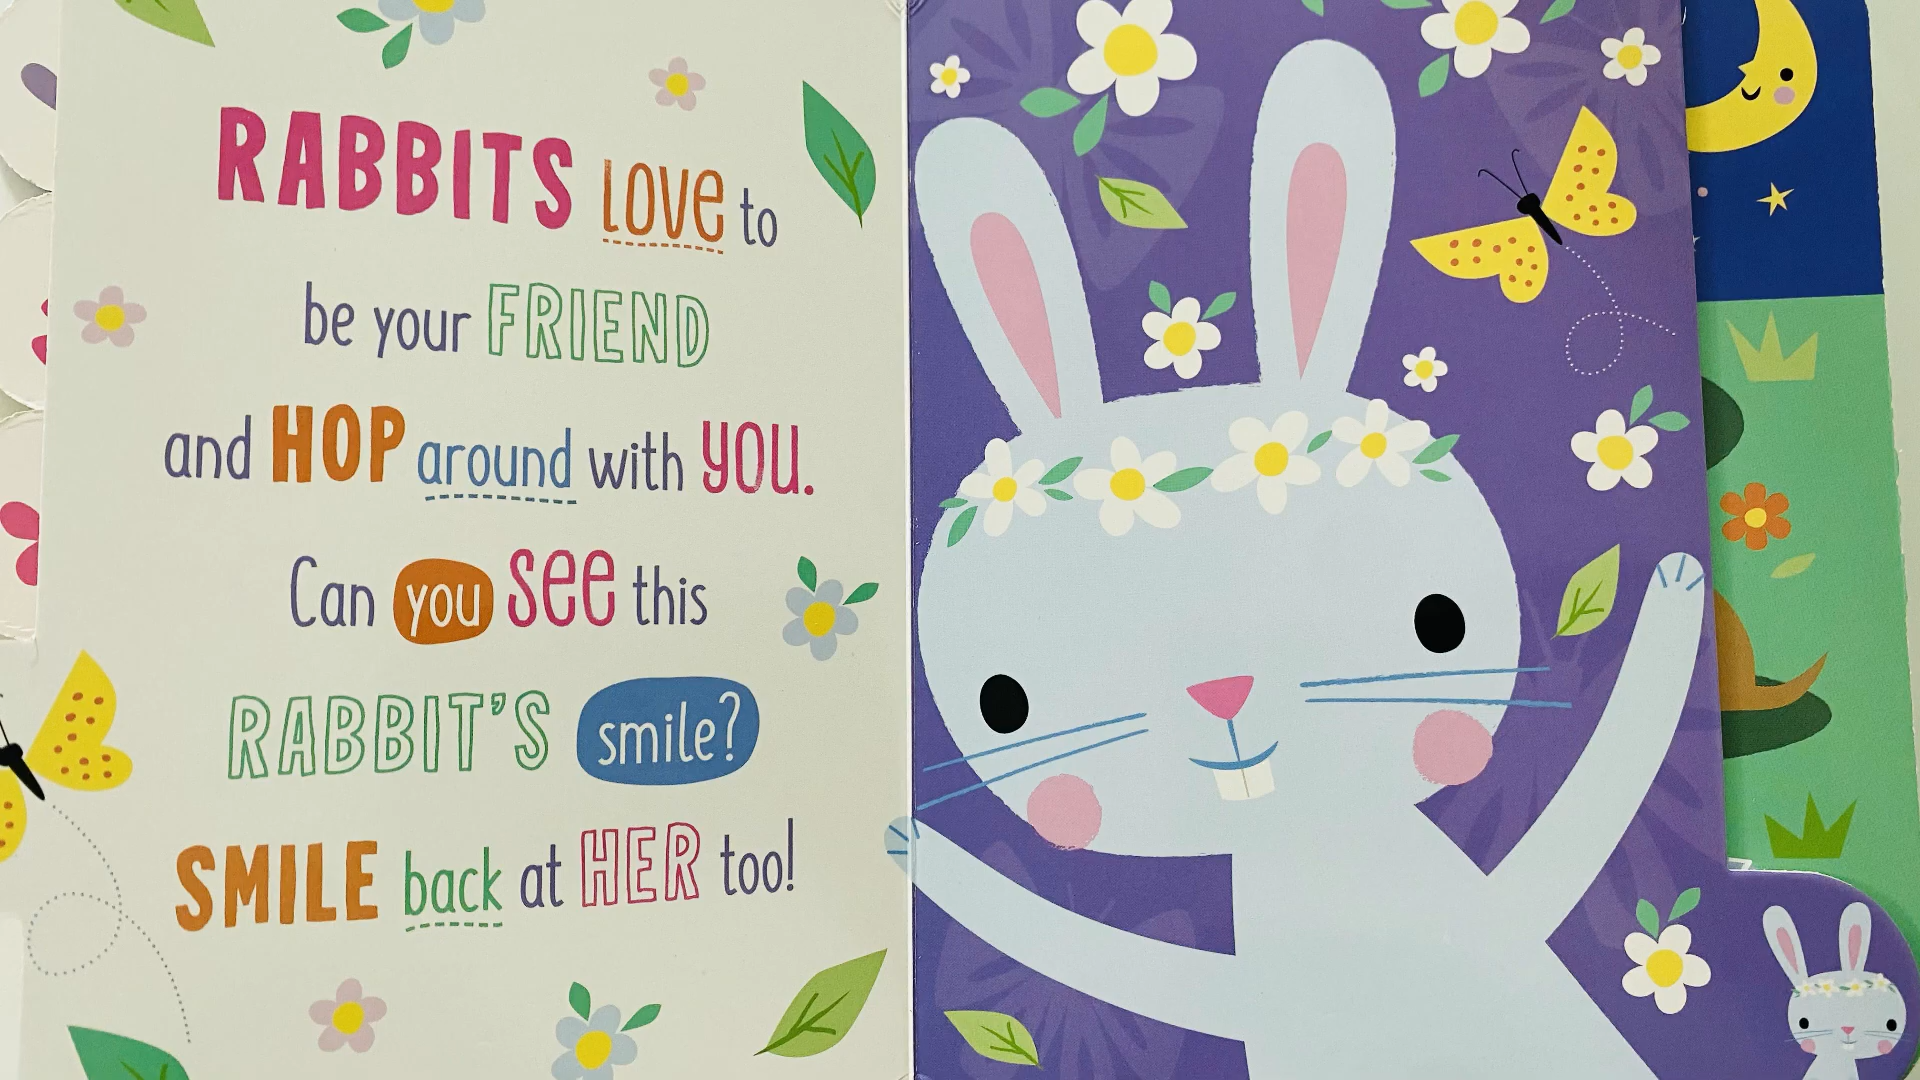 RABBITS LOVE to
be your FRIEND
and HOP around with YOU.
Can you SEE this
RABBIT'S smile?
SMILE back at HER too!